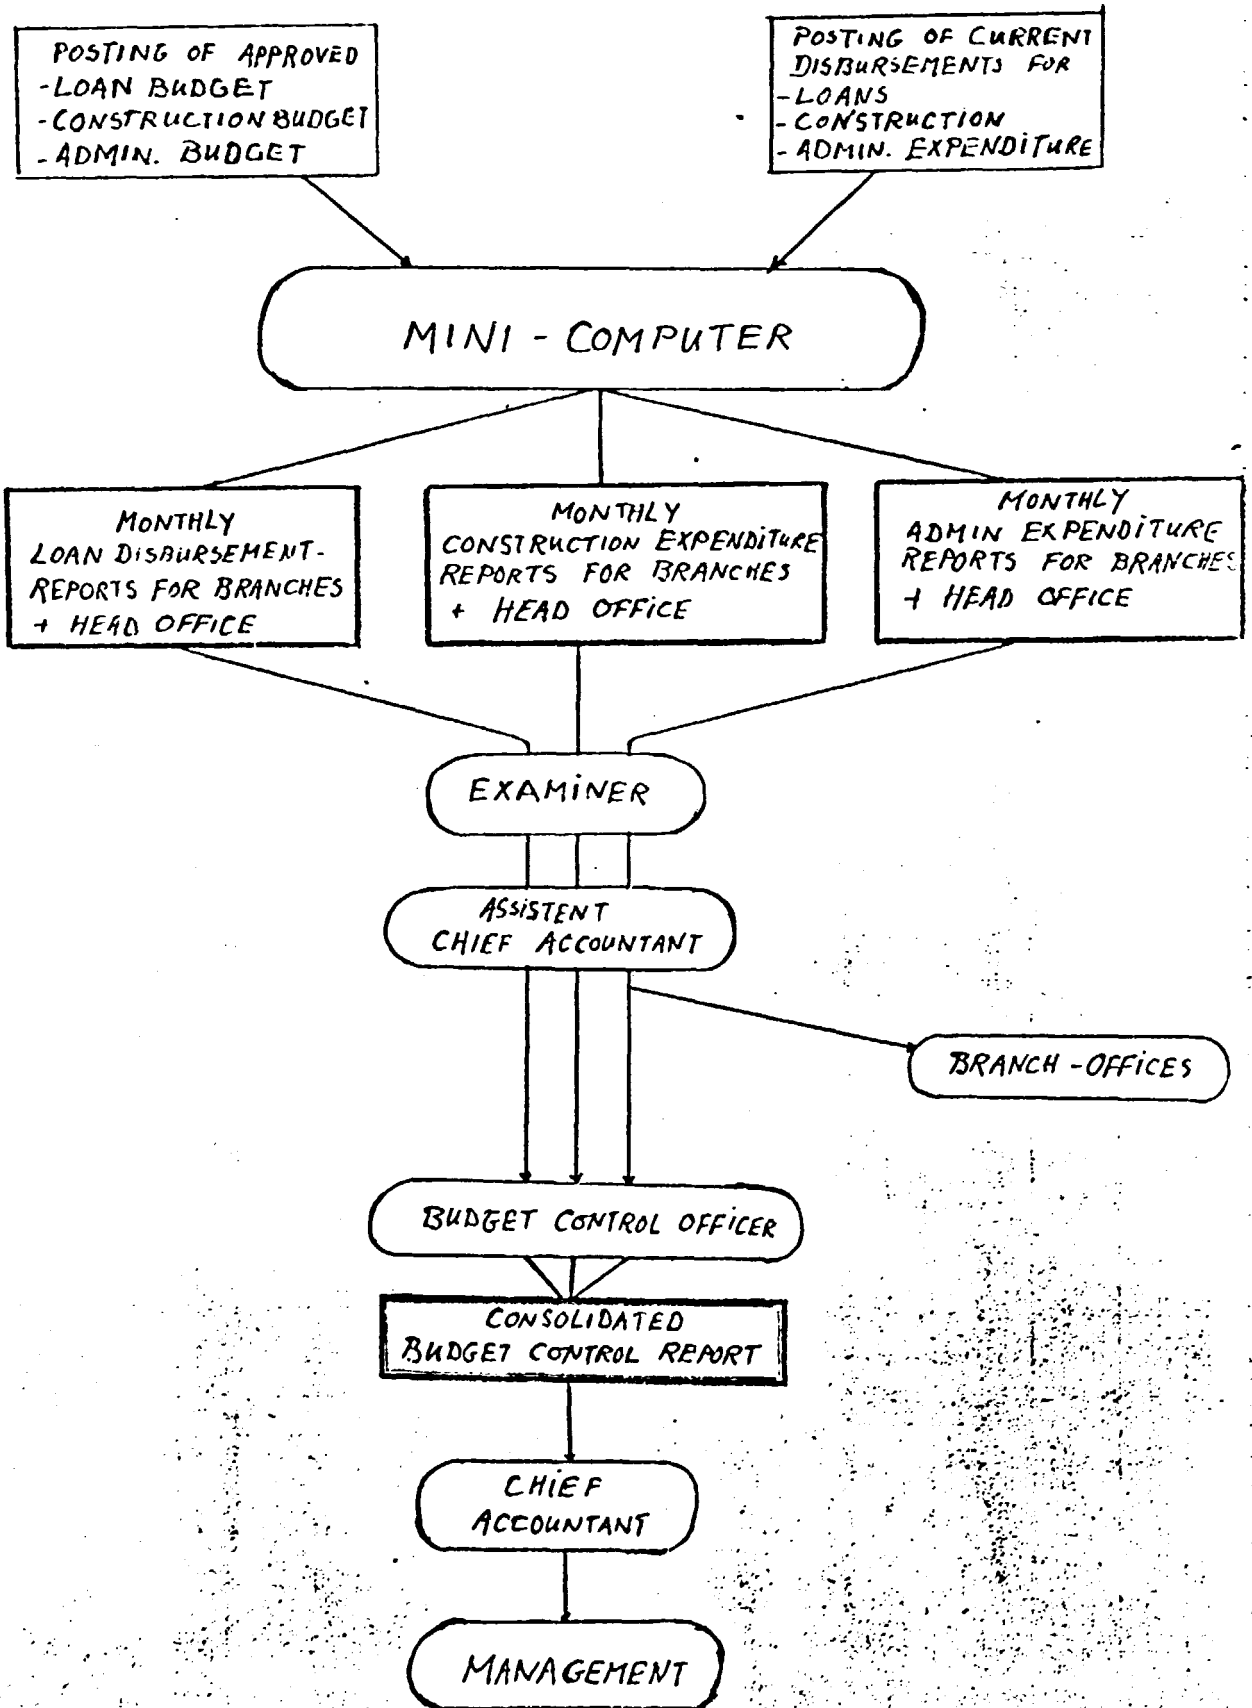 POSTING OF APPROVED
-LOAN BUDGET
-CONSTRUCTION BUDGET
-ADMIN. BUDGET
POSTING OF CURRENT
DISBURSEMENTS FOR
-LOANS
-CONSTRUCTION
-ADMIN. EXPENDITURE
MINI - COMPUTER
MONTHLY
LOAN DISBURSEMENT-
REPORTS FOR BRANCHES
+ HEAD OFFICE
MONTHLY
CONSTRUCTION EXPENDITURE
REPORTS FOR BRANCHES
+ HEAD OFFICE
MONTHLY
ADMIN EXPENDITURE
REPORTS FOR BRANCHES
+ HEAD OFFICE
EXAMINER
ASSISTENT
CHIEF ACCOUNTANT
BRANCH - OFFICES
BUDGET CONTROL OFFICER
CONSOLIDATED
BUDGET CONTROL REPORT
CHIEF
ACCOUNTANT
MANAGEMENT